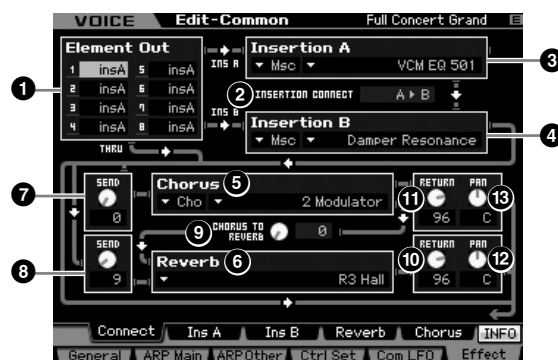 VOICE Edit-Common Full Concert Grand E
Element Out
1 insA 5 insA
2 insA 6 insA
3 insA 7 insA
4 insA 8 insA
THRU
INS A
INS B
Insertion A
Msc VCM EQ 501
INSERTION CONNECT A▸B
Insertion B
Msc Damper Resonance
1
2
3
4
SEND
0
Chorus 5
Cho 2 Modulator
RETURN PAN
96 C
7
11
13
9 CHORUS TO REVERB 0
SEND
9
Reverb 6
R3 Hall
RETURN PAN
96 C
8
10
12
Connect Ins A Ins B Reverb Chorus INFO
General ARP Main ARP Other Ctrl Set Com LFO Effect